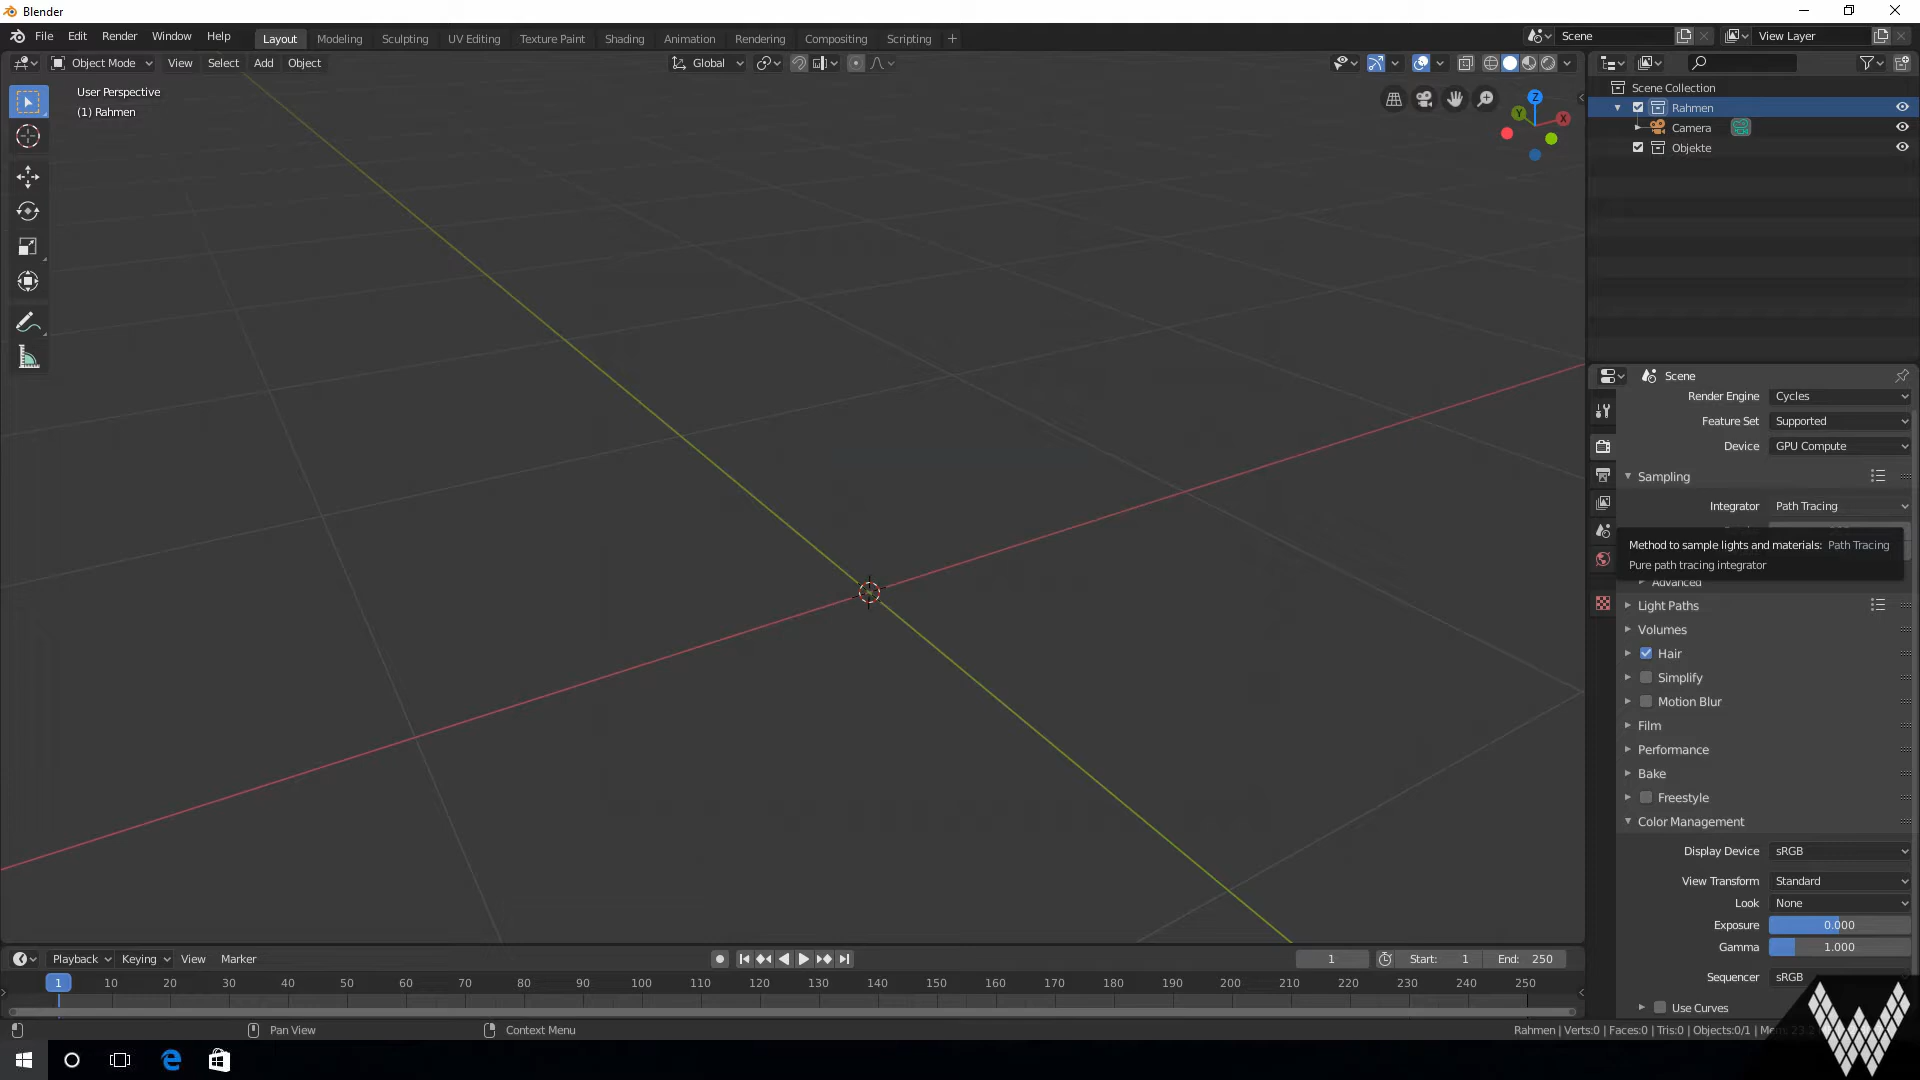 Blender
File Edit Render Window Help
Layout Modeling Sculpting UV Editing Texture Paint Shading Animation Rendering Compositing Scripting +
Scene
View Layer
Object Mode View Select Add Object
Global
User Perspective
(1) Rahmen
Z
Y
X
Scene Collection
Rahmen
Camera
Objekte
Scene
Render Engine Cycles
Feature Set Supported
Device GPU Compute
Sampling
Integrator Path Tracing
Method to sample lights and materials: Path Tracing
Pure path tracing integrator
Advanced
Light Paths
Volumes
Hair
Simplify
Motion Blur
Film
Performance
Bake
Freestyle
Color Management
Display Device sRGB
View Transform Standard
Look None
Exposure 0.000
Gamma 1.000
Sequencer sRGB
Use Curves
Playback Keying View Marker
1
Start: 1
End: 250
1 10 20 30 40 50 60 70 80 90 100 110 120 130 140 150 160 170 180 190 200 210 220 230 240 250
Pan View
Context Menu
Rahmen | Verts:0 | Faces:0 | Tris:0 | Objects:0/1